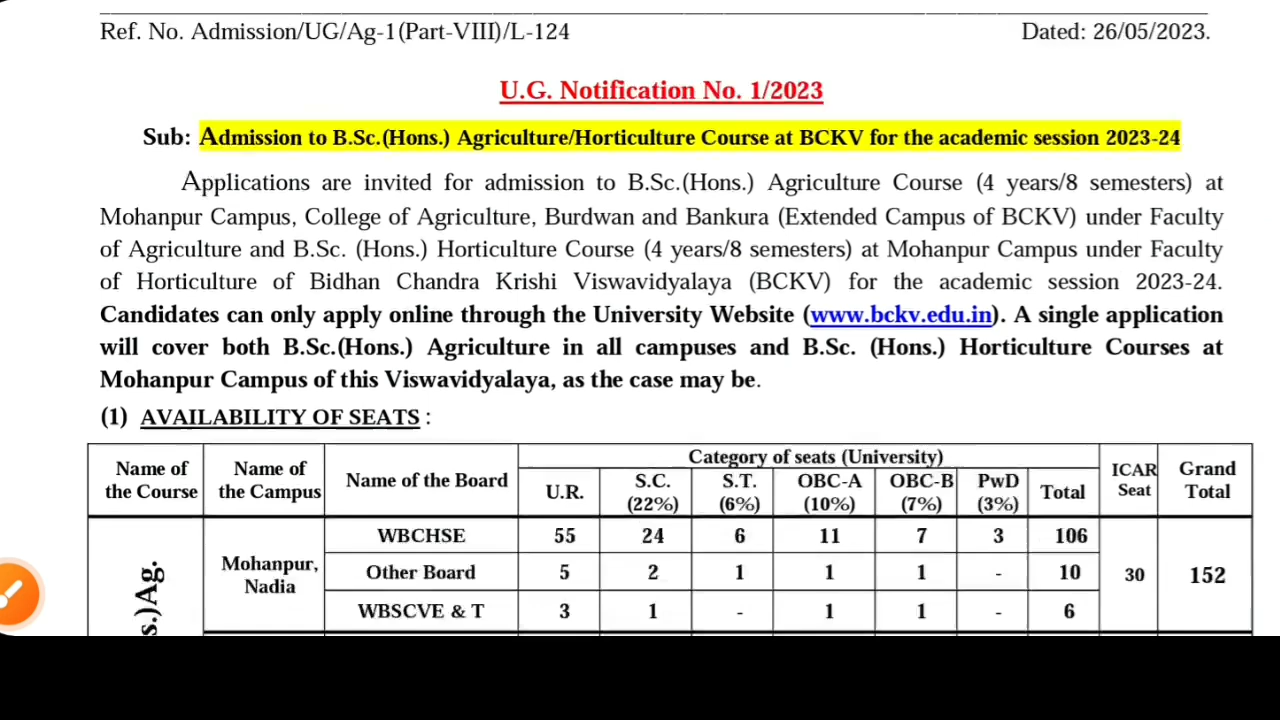 Ref. No. Admission/UG/Ag-1(Part-VIII)/L-124 Dated: 26/05/2023.
U.G. Notification No. 1/2023
Sub: Admission to B.Sc.(Hons.) Agriculture/Horticulture Course at BCKV for the academic session 2023-24
Applications are invited for admission to B.Sc.(Hons.) Agriculture Course (4 years/8 semesters) at
Mohanpur Campus, College of Agriculture, Burdwan and Bankura (Extended Campus of BCKV) under Faculty
of Agriculture and B.Sc. (Hons.) Horticulture Course (4 years/8 semesters) at Mohanpur Campus under Faculty
of Horticulture of Bidhan Chandra Krishi Viswavidyalaya (BCKV) for the academic session 2023-24.
Candidates can only apply online through the University Website (www.bckv.edu.in). A single application
will cover both B.Sc.(Hons.) Agriculture in all campuses and B.Sc. (Hons.) Horticulture Courses at
Mohanpur Campus of this Viswavidyalaya, as the case may be.
(1) AVAILABILITY OF SEATS :
Name of the Course Name of the Campus Name of the Board Category of seats (University) ICAR Seat Grand Total
U.R. S.C. (22%) S.T. (6%) OBC-A (10%) OBC-B (7%) PwD (3%) Total
s.)Ag. Mohanpur, Nadia WBCHSE 55 24 6 11 7 3 106 30 152
Other Board 5 2 1 1 1 - 10
WBSCVE & T 3 1 - 1 1 - 6